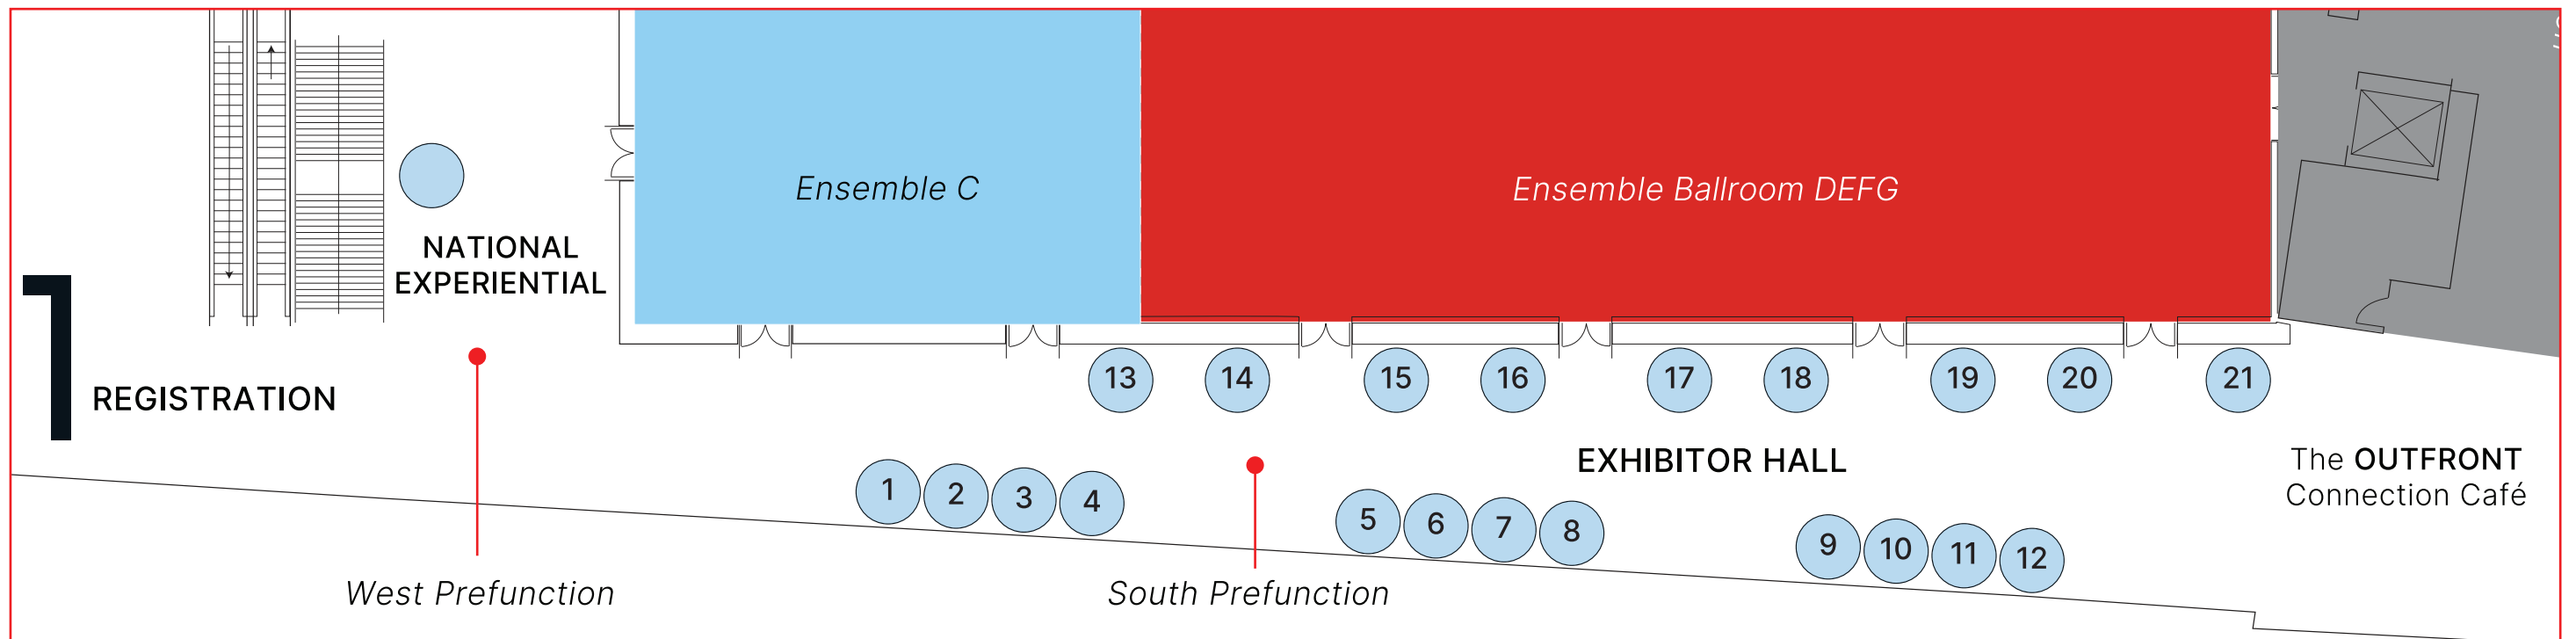 Ensemble C
Ensemble Ballroom DEFG
NATIONAL
EXPERIENTIAL
1
REGISTRATION
13
14
15
16
17
18
19
20
21
EXHIBITOR HALL
The OUTFRONT
Connection Café
1
2
3
4
5
6
7
8
9
10
11
12
West Prefunction
South Prefunction